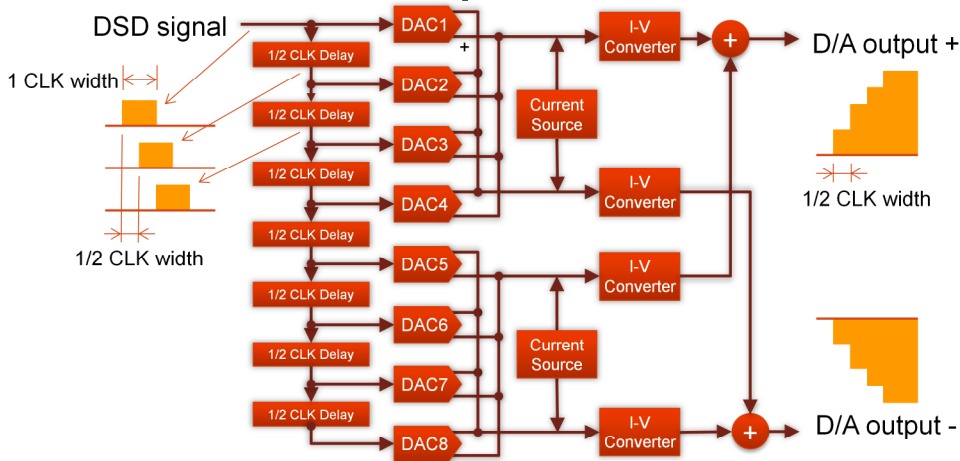 DSD signal
1 CLK width
1/2 CLK width
1/2 CLK Delay
1/2 CLK Delay
1/2 CLK Delay
1/2 CLK Delay
1/2 CLK Delay
1/2 CLK Delay
1/2 CLK Delay
DAC1
DAC2
DAC3
DAC4
DAC5
DAC6
DAC7
DAC8
-
+
Current
Source
Current
Source
I-V
Converter
I-V
Converter
I-V
Converter
I-V
Converter
+
+
D/A output +
1/2 CLK width
D/A output -